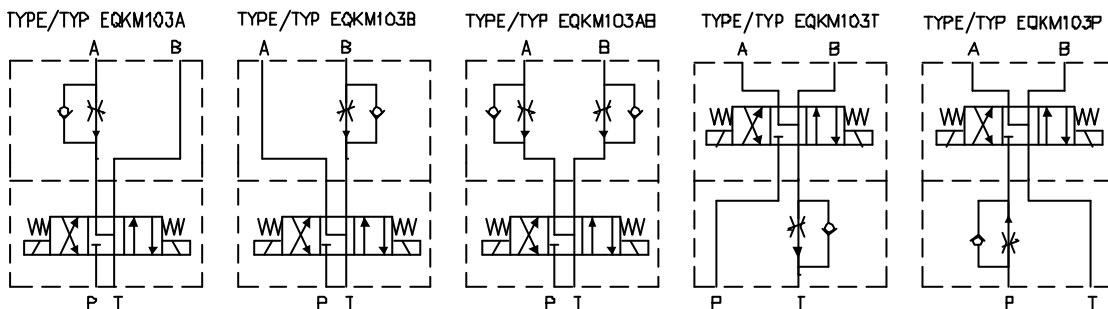 TYPE/TYP EQKM103A
TYPE/TYP EQKM103B
TYPE/TYP EQKM103AB
TYPE/TYP EQKM103T
TYPE/TYP EQKM103P
A B
A B
A B
A B
A B
P T
P T
P T
P T
P T